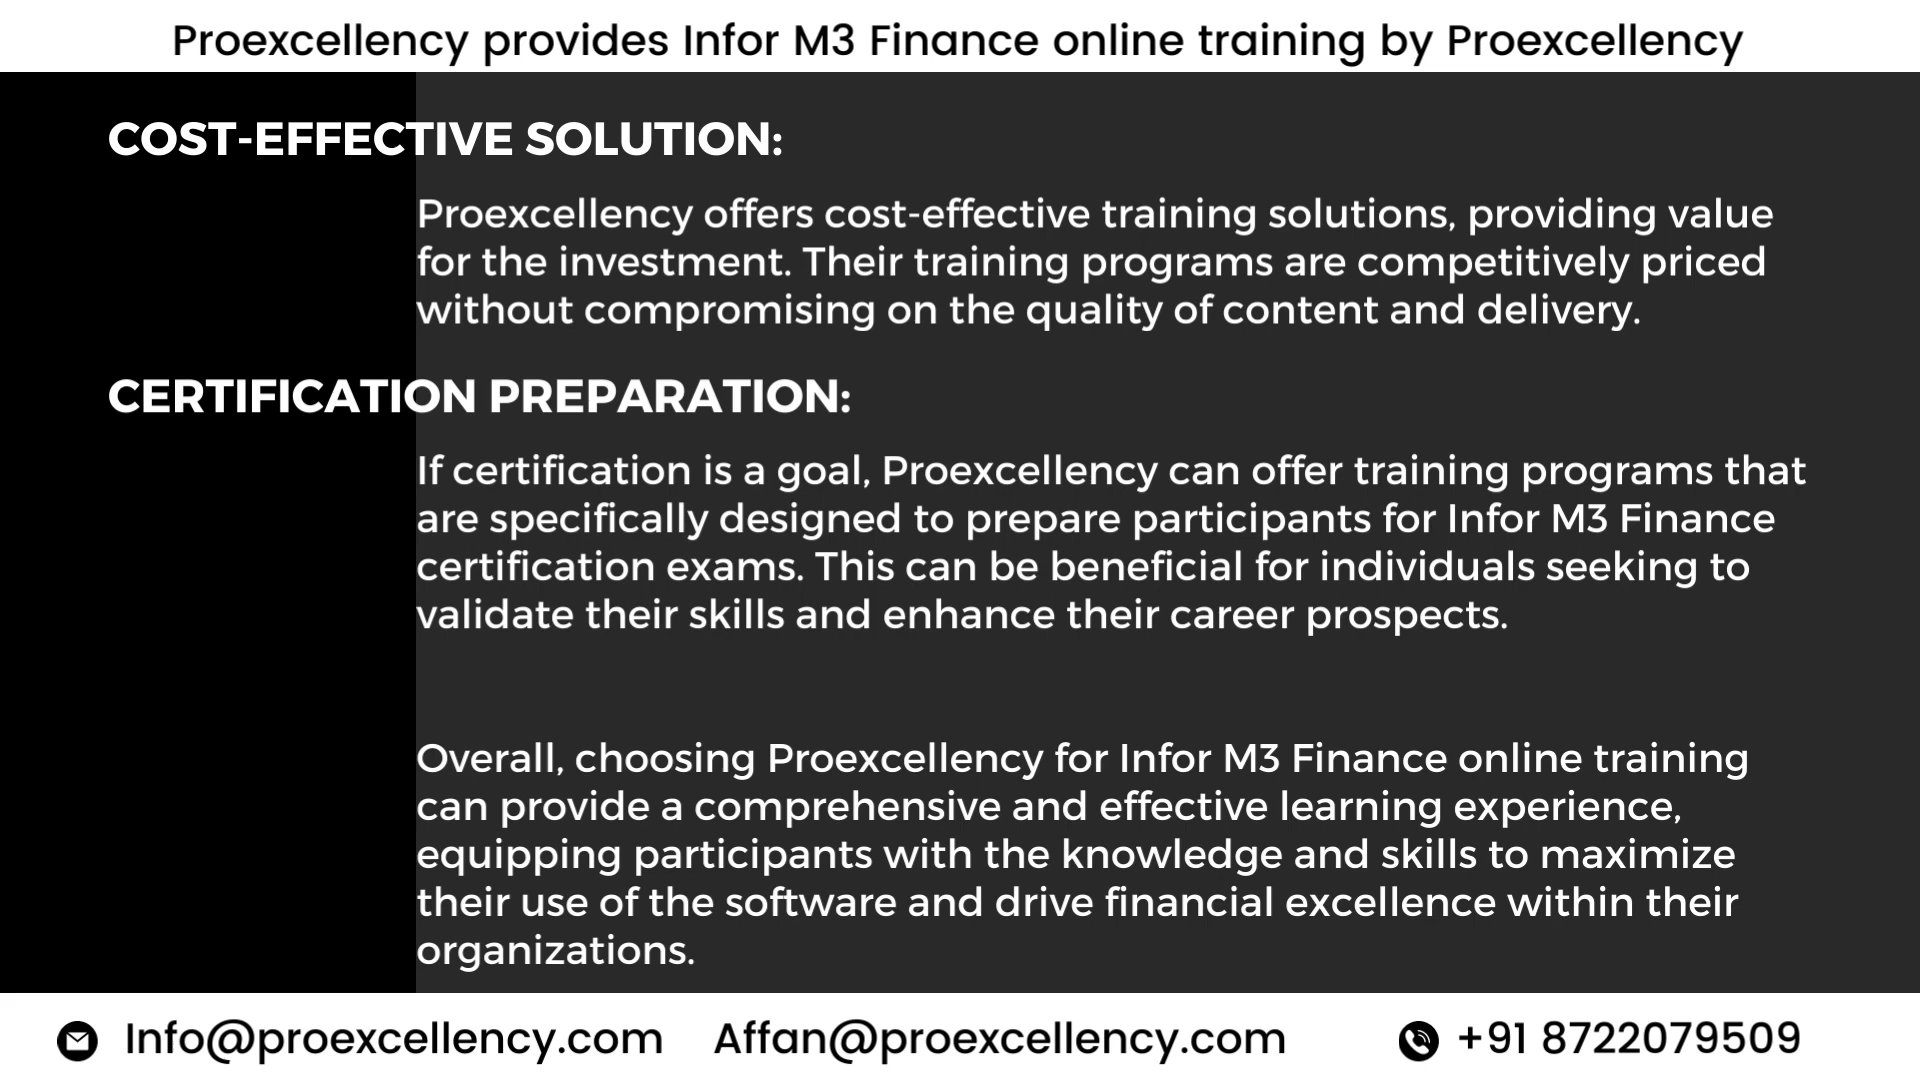 Proexcellency provides Infor M3 Finance online training by Proexcellency
COST-EFFECTIVE SOLUTION:
Proexcellency offers cost-effective training solutions, providing value
for the investment. Their training programs are competitively priced
without compromising on the quality of content and delivery.
CERTIFICATION PREPARATION:
If certification is a goal, Proexcellency can offer training programs that
are specifically designed to prepare participants for Infor M3 Finance
certification exams. This can be beneficial for individuals seeking to
validate their skills and enhance their career prospects.
Overall, choosing Proexcellency for Infor M3 Finance online training
can provide a comprehensive and effective learning experience,
equipping participants with the knowledge and skills to maximize
their use of the software and drive financial excellence within their
organizations.
Info@proexcellency.com Affan@proexcellency.com +91 8722079509